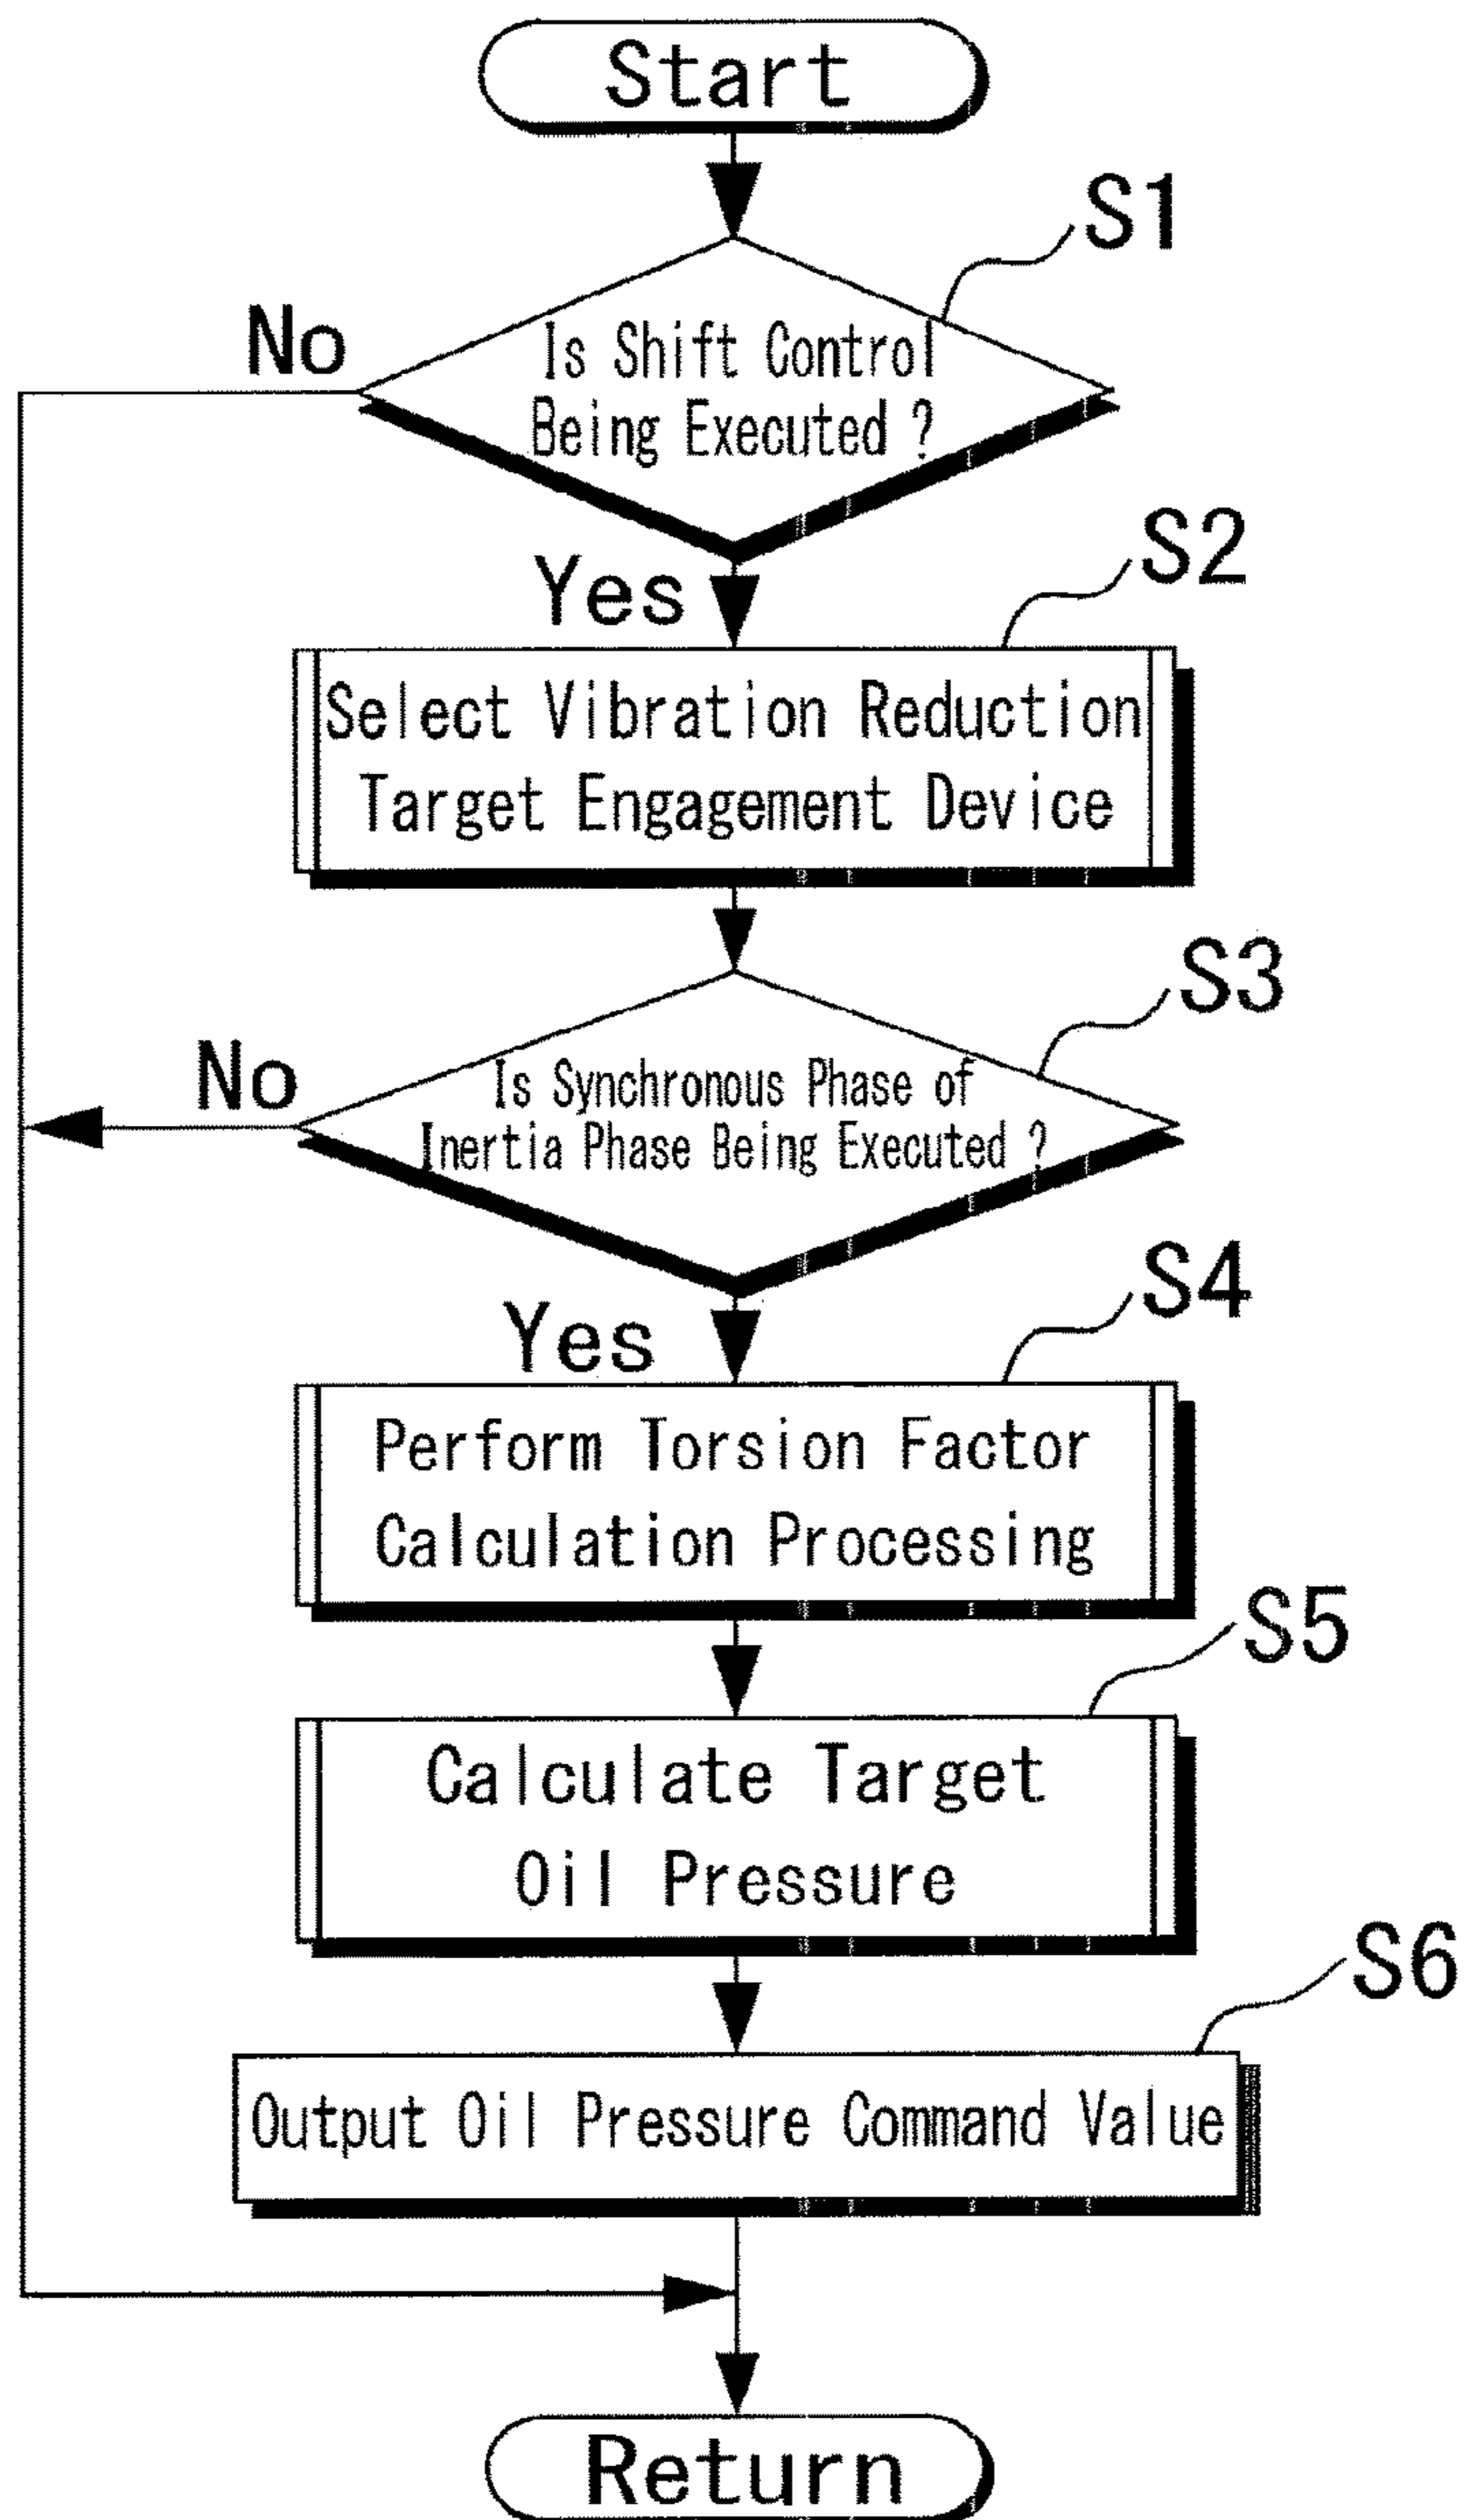 Start
S1
No
Is Shift Control
Being Executed ?
Yes
S2
Select Vibration Reduction
Target Engagement Device
S3
No
Is Synchronous Phase of
Inertia Phase Being Executed ?
Yes
S4
Perform Torsion Factor
Calculation Processing
S5
Calculate Target
Oil Pressure
S6
Output Oil Pressure Command Value
Return